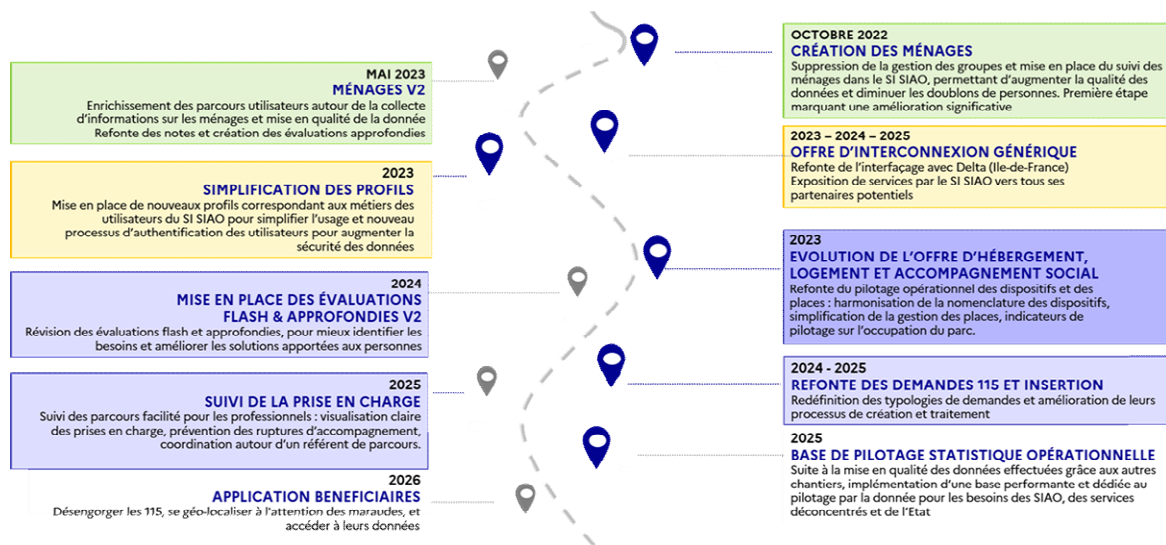 OCTOBRE 2022
CRÉATION DES MÉNAGES
Suppression de la gestion des groupes et mise en place du suivi des
ménages dans le SI SIAO, permettant d'augmenter la qualité des
données et diminuer les doublons de personnes. Première étape
marquant une amélioration significative
MAI 2023
MÉNAGES V2
Enrichissement des parcours utilisateurs autour de la collecte
d'informations sur les ménages et mise en qualité de la donnée
Refonte des notes et création des évaluations approfondies
2023 – 2024 – 2025
OFFRE D'INTERCONNEXION GÉNÉRIQUE
Refonte de l'interfaçage avec Delta (Ile-de-France)
Exposition de services par le SI SIAO vers tous ses
partenaires potentiels
2023
SIMPLIFICATION DES PROFILS
Mise en place de nouveaux profils correspondant aux métiers des
utilisateurs du SI SIAO pour simplifier l'usage et nouveau
processus d'authentification des utilisateurs pour augmenter la
sécurité des données
2023
EVOLUTION DE L'OFFRE D'HÉBERGEMENT,
LOGEMENT ET ACCOMPAGNEMENT SOCIAL
Refonte du pilotage opérationnel des dispositifs et des
places : harmonisation de la nomenclature des dispositifs,
simplification de la gestion des places, indicateurs de
pilotage sur l'occupation du parc.
2024
MISE EN PLACE DES ÉVALUATIONS
FLASH & APPROFONDIES V2
Révision des évaluations flash et approfondies, pour mieux identifier les
besoins et améliorer les solutions apportées aux personnes
2024 - 2025
REFONTE DES DEMANDES 115 ET INSERTION
Redéfinition des typologies de demandes et amélioration de leurs
processus de création et traitement
2025
SUIVI DE LA PRISE EN CHARGE
Suivi des parcours facilité pour les professionnels : visualisation claire
des prises en charge, prévention des ruptures d'accompagnement,
coordination autour d'un référent de parcours.
2025
BASE DE PILOTAGE STATISTIQUE OPÉRATIONNELLE
Suite à la mise en qualité des données effectuées grâce aux autres
chantiers, implémentation d'une base performante et dédiée au
pilotage par la donnée pour les besoins des SIAO, des services
déconcentrés et de l'Etat
2026
APPLICATION BENEFICIAIRES
Désengorger les 115, se géo-localiser à l'attention des maraudes, et
accéder à leurs données